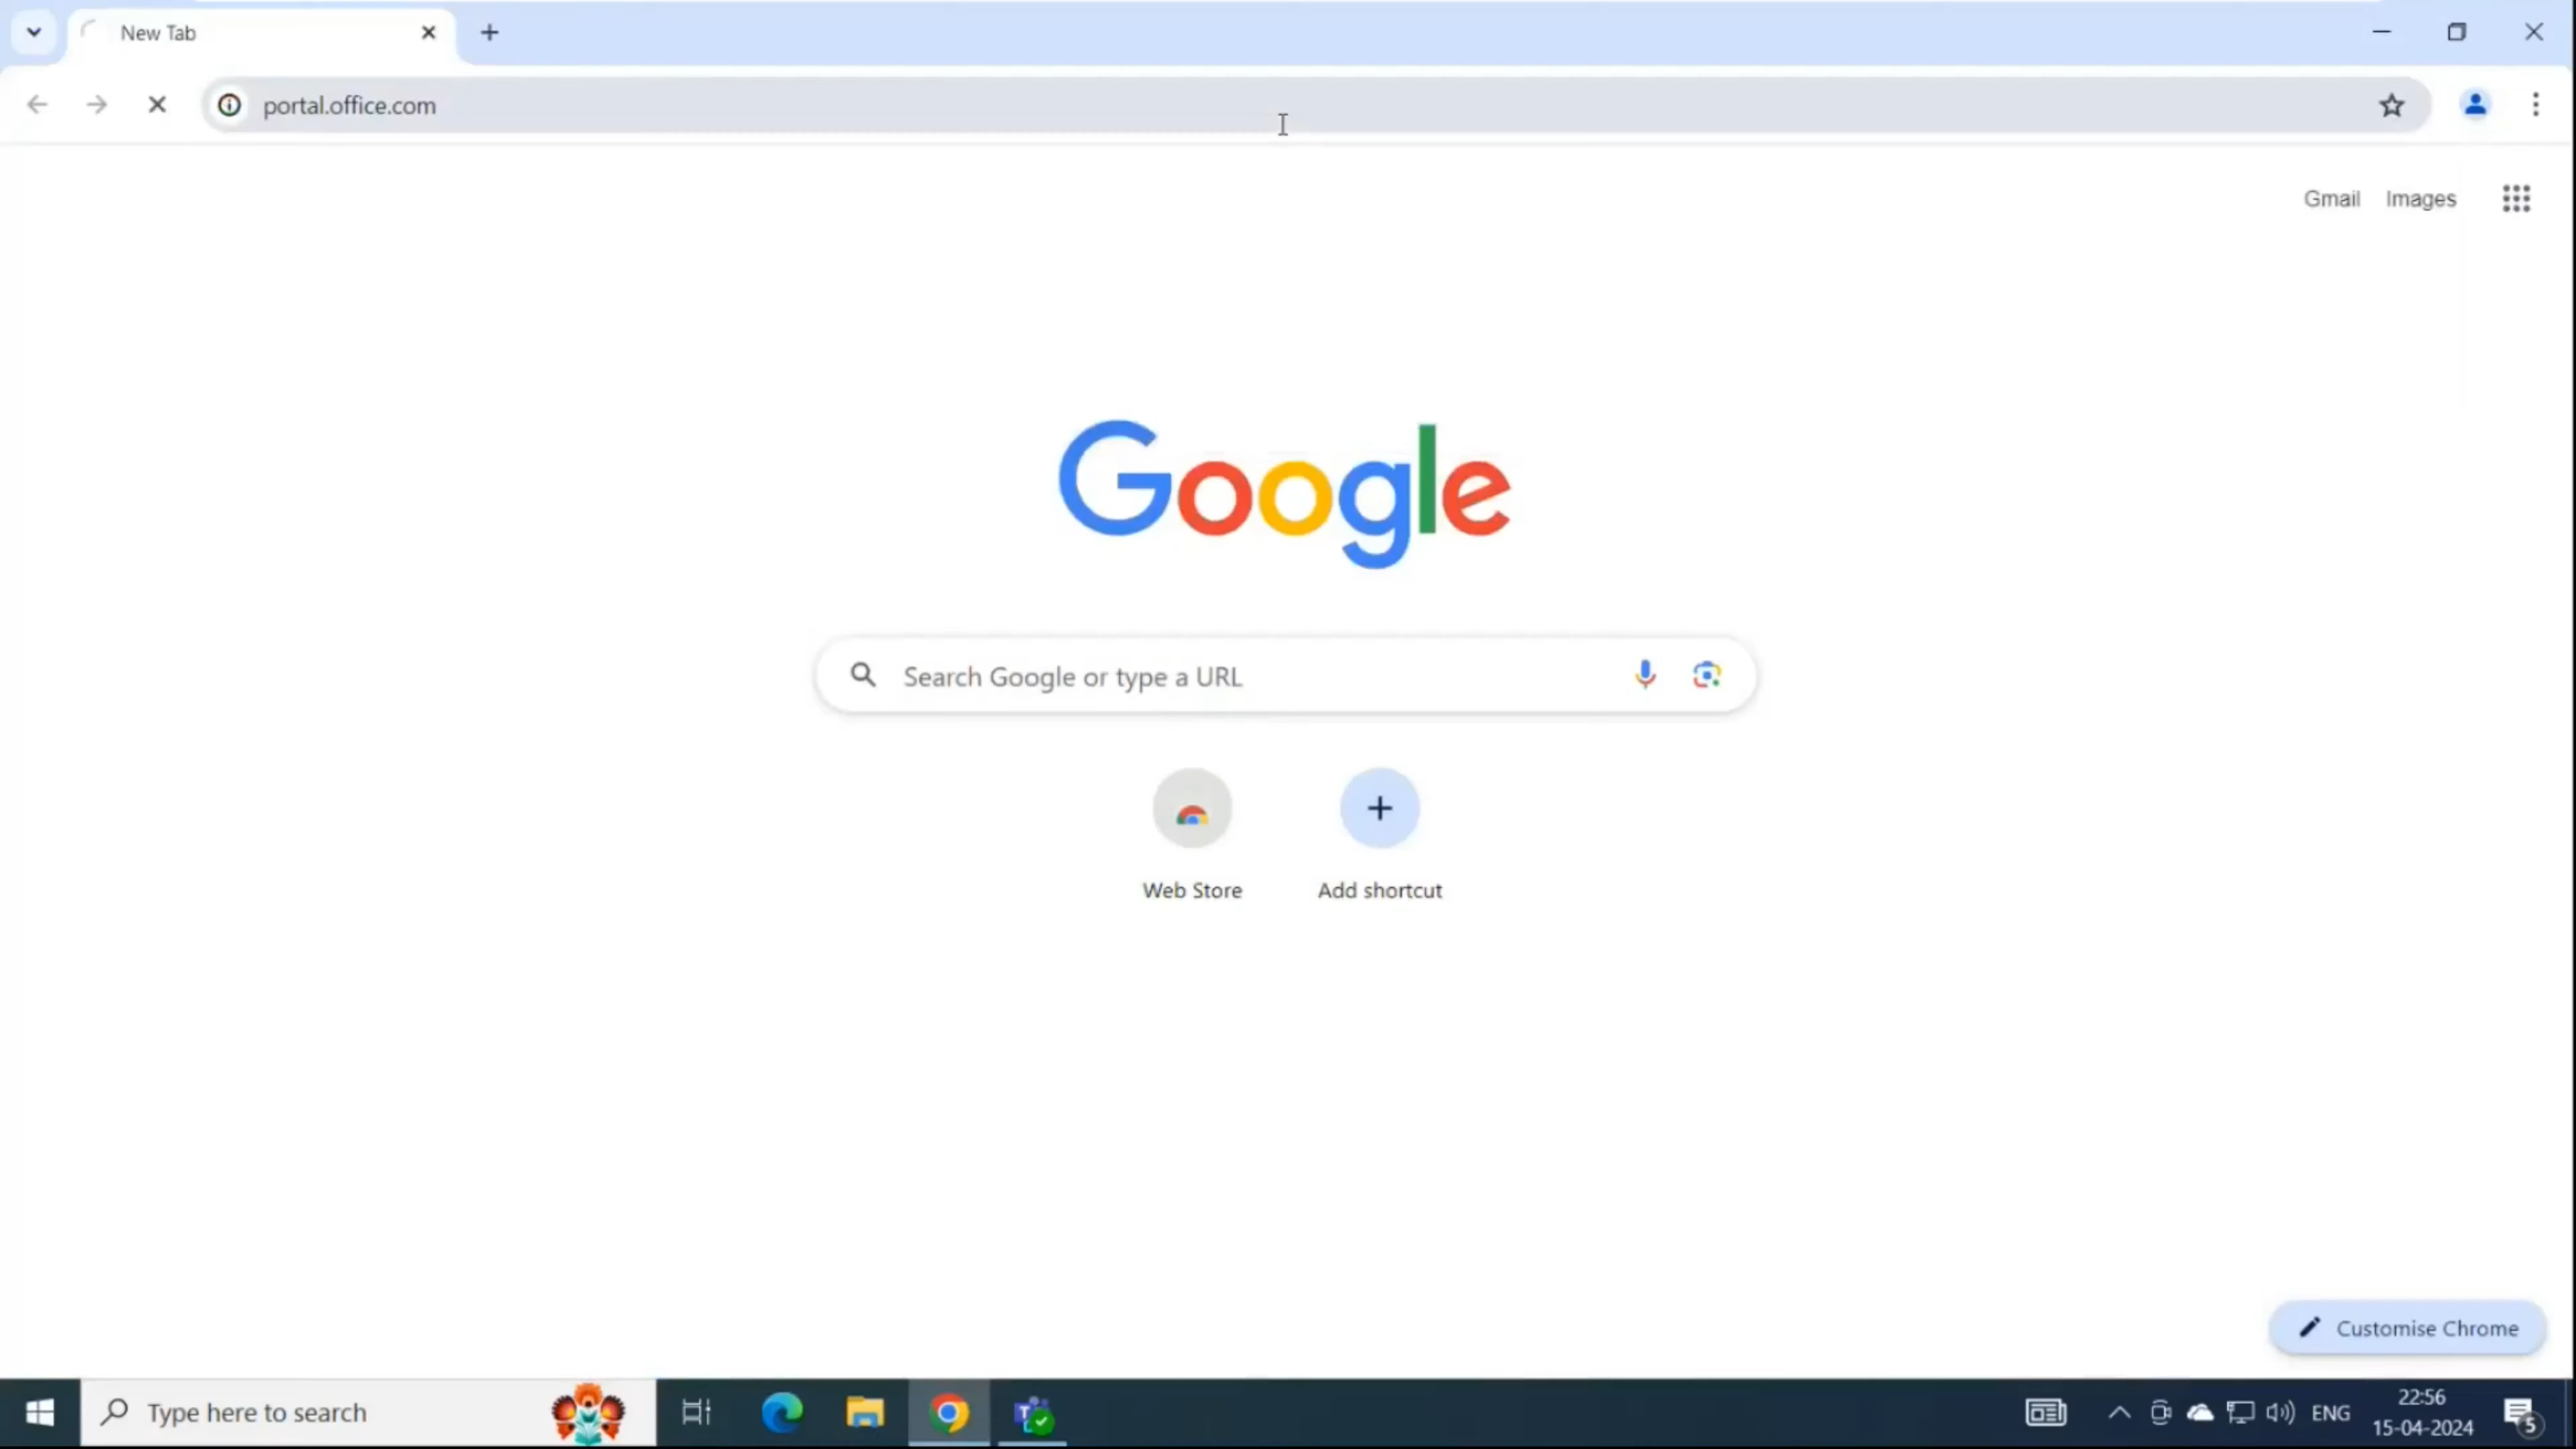 New Tab
portal.office.com
Gmail Images
Google
Search Google or type a URL
Web Store
Add shortcut
Customise Chrome
Type here to search
ENG
22:56
15-04-2024
5